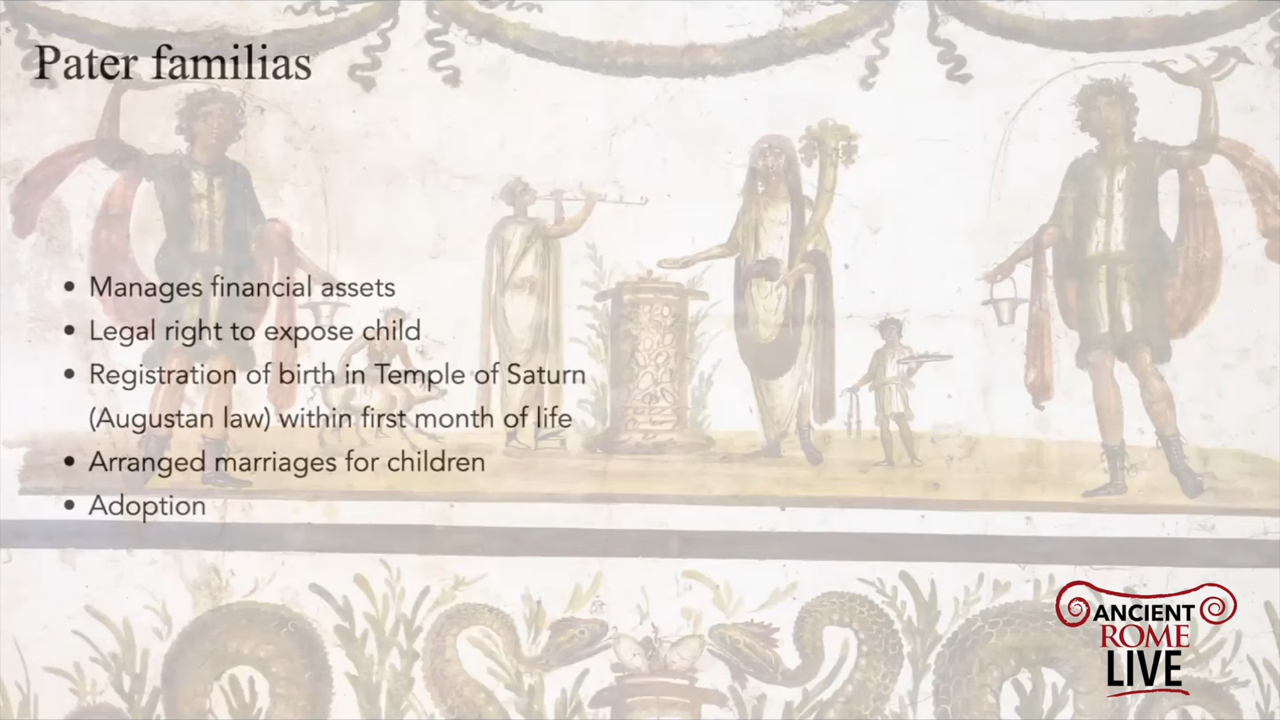 Pater familias
• Manages financial assets
• Legal right to expose child
• Registration of birth in Temple of Saturn
(Augustan law) within first month of life
• Arranged marriages for children
• Adoption
ANCIENT
ROME
LIVE